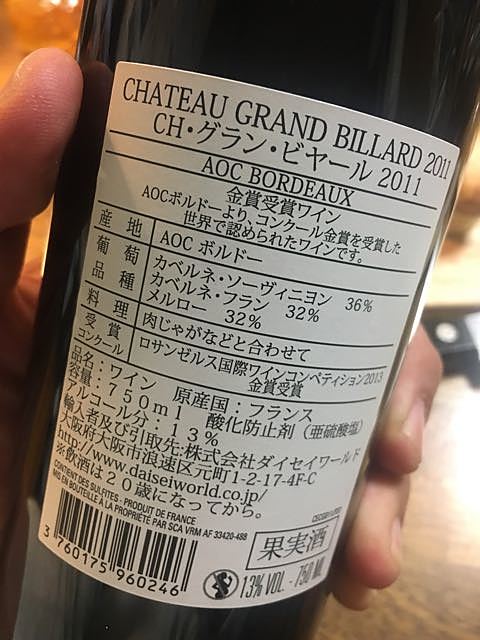 CHATEAU GRAND BILLARD 2011
CH・グラン・ビヤール 2011
AOC BORDEAUX
金賞受賞ワイン
AOCボルドーより、コンクール金賞を受賞した
世界で認められたワインです。
産地 AOC ボルドー
葡萄品種 カベルネ・ソーヴィニヨン 36%
カベルネ・フラン 32%
メルロー 32%
料理 肉じゃがなどと合わせて
受賞コンクール ロサンゼルス国際ワインコンペティション2013
金賞受賞
品名：ワイン 原産国：フランス
容量：750ml 酸化防止剤（亜硫酸塩）
アルコール分：13%
輸入者及び引取先:株式会社ダイセイワールド
大阪府大阪市浪速区元町1-2-17-4F-C
http://www.daiseiworld.co.jp/
※飲酒は20歳になってから。
CONTENT DES SULFITES - PRODUIT DE FRANCE
MIS EN BOUTEILLE À LA PROPRIÉTÉ PAR SCA VRM AF 33420-488
3 760175 960246
果実酒
13% VOL. - 750 ML